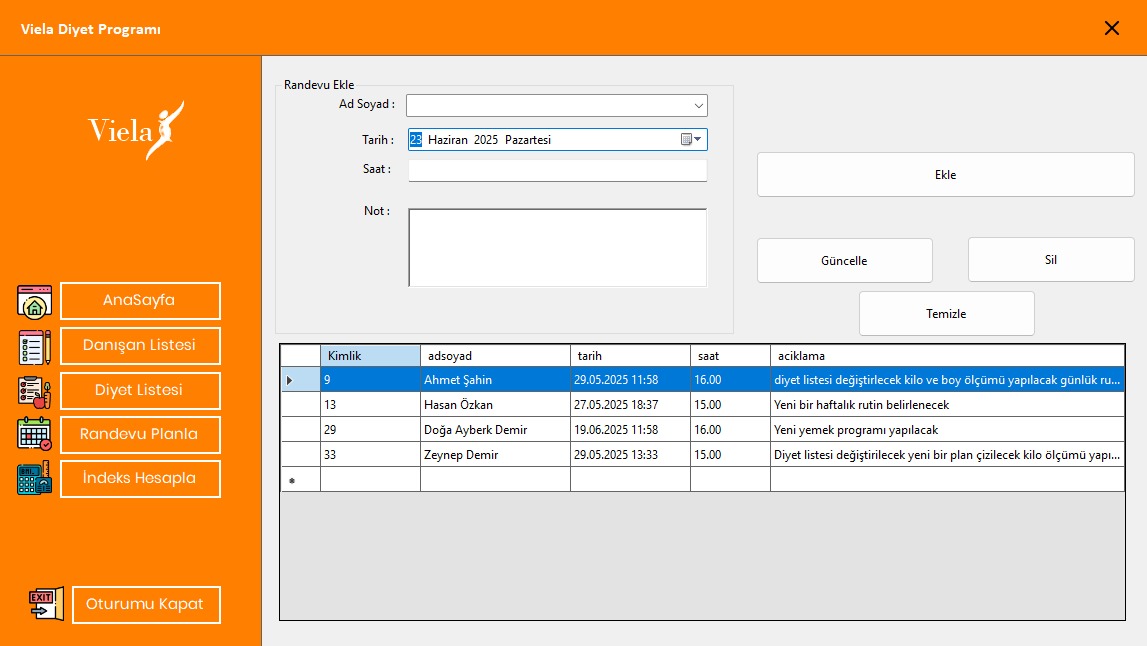 Viela Diyet Programı
Viela
AnaSayfa
Danışan Listesi
Diyet Listesi
Randevu Planla
İndeks Hesapla
EXIT
Oturumu Kapat
Randevu Ekle
Ad Soyad :
Tarih : 23 Haziran 2025 Pazartesi
Saat :
Not :
Ekle
Güncelle
Sil
Temizle
Kimlik adsoyad tarih saat aciklama
9 Ahmet Şahin 29.05.2025 11:58 16.00 diyet listesi değiştirlecek kilo ve boy ölçümü yapılacak günlük ru...
13 Hasan Özkan 27.05.2025 18:37 15.00 Yeni bir haftalık rutin belirlenecek
29 Doğa Ayberk Demir 19.06.2025 11:58 16.00 Yeni yemek programı yapılacak
33 Zeynep Demir 29.05.2025 13:33 15.00 Diyet listesi değiştirilecek yeni bir plan çizilecek kilo ölçümü yapı...